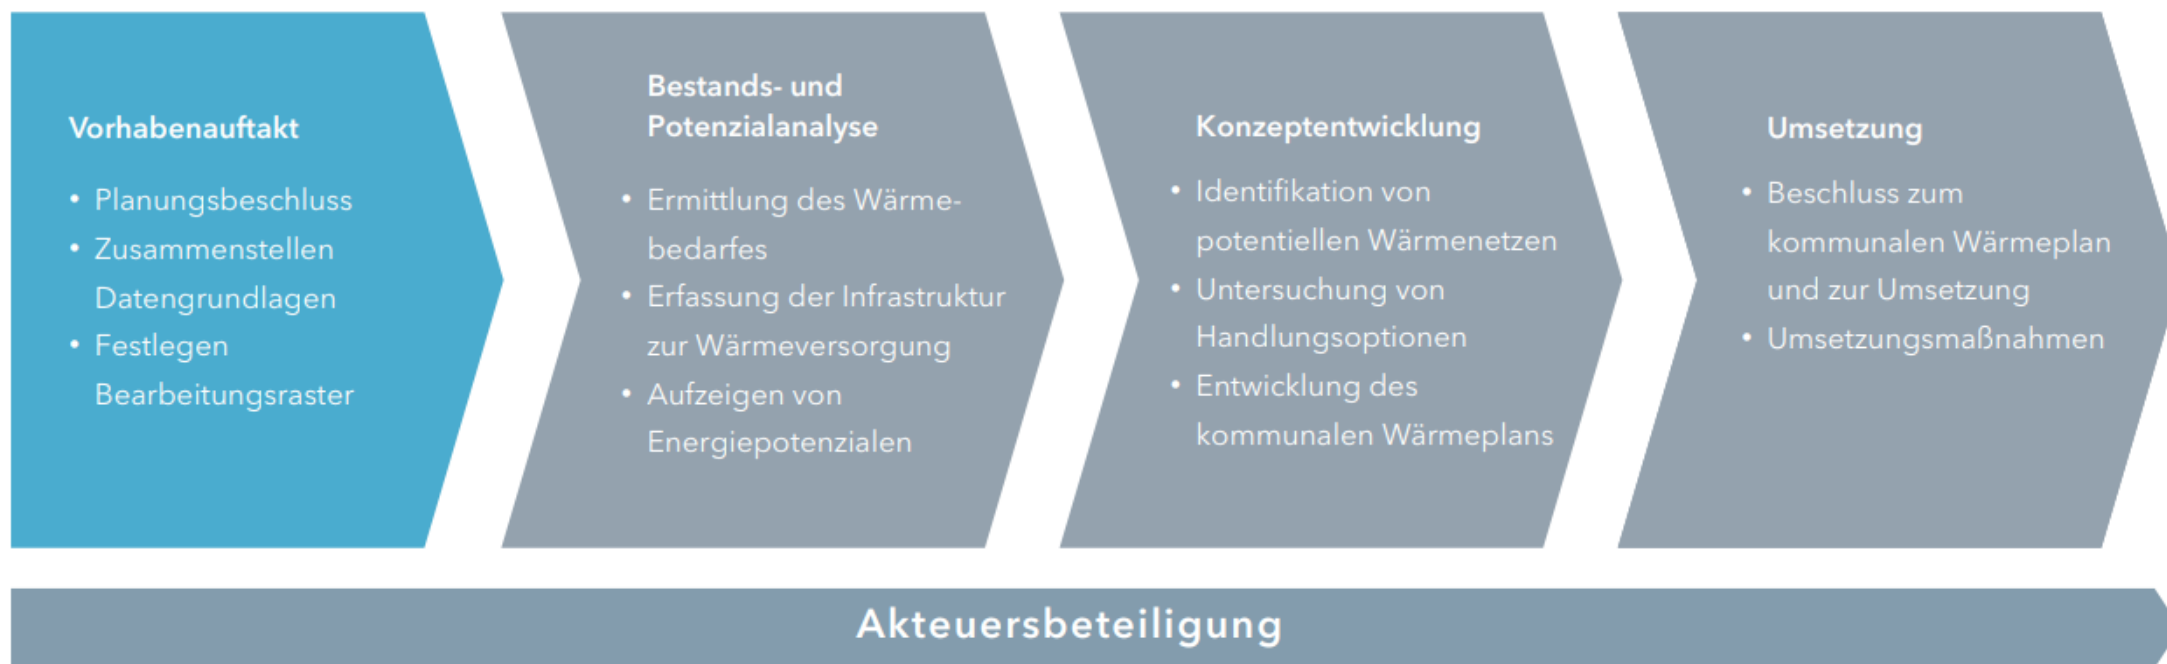 Vorhabenauftakt
• Planungsbeschluss
• Zusammenstellen
Datengrundlagen
• Festlegen
Bearbeitungsraster
Bestands- und
Potenzialanalyse
• Ermittlung des Wärme-
bedarfes
• Erfassung der Infrastruktur
zur Wärmeversorgung
• Aufzeigen von
Energiepotenzialen
Konzeptentwicklung
• Identifikation von
potentiellen Wärmenetzen
• Untersuchung von
Handlungsoptionen
• Entwicklung des
kommunalen Wärmeplans
Umsetzung
• Beschluss zum
kommunalen Wärmeplan
und zur Umsetzung
• Umsetzungsmaßnahmen
Akteuersbeteiligung